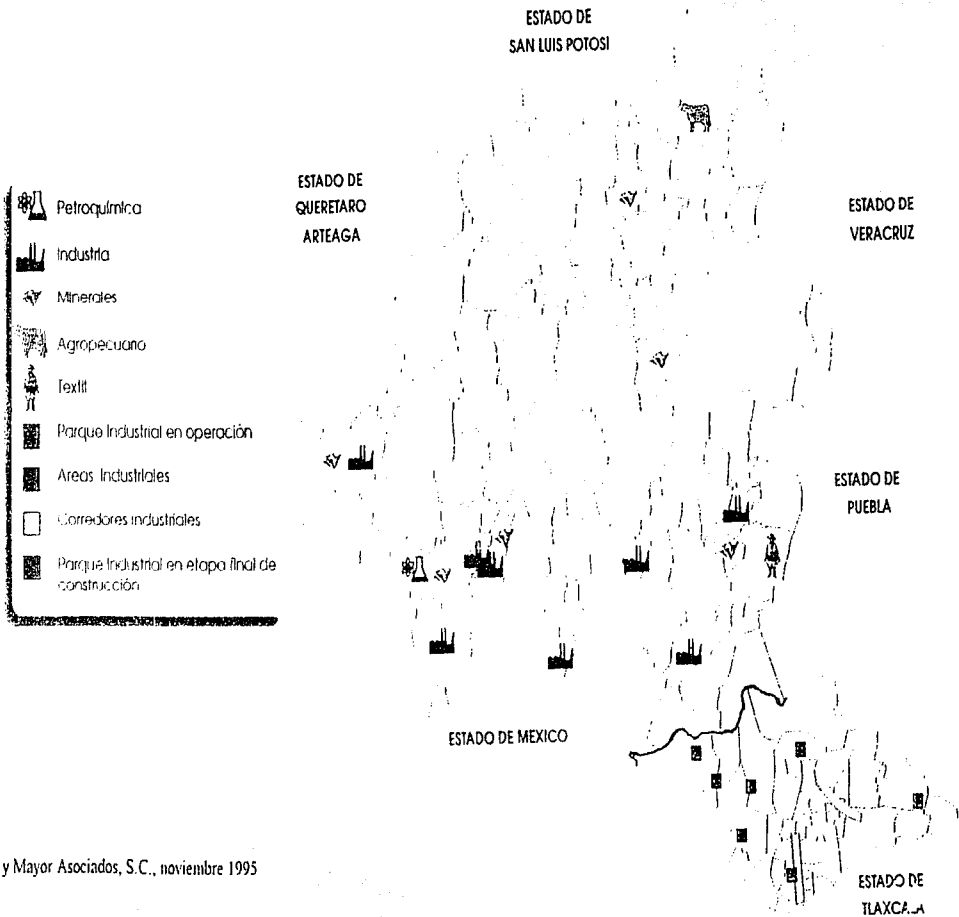 ESTADO DE
SAN LUIS POTOSI
ESTADO DE
QUERETARO
ARTEAGA
ESTADO DE
VERACRUZ
Petroquímica
Industria
Minerales
Agropecuario
Textil
Parque Industrial en operación
Areas Industriales
Corredores industriales
Parque Industrial en etapa final de
construcción
ESTADO DE
PUEBLA
ESTADO DE MEXICO
y Mayor Asociados, S.C., noviembre 1995
ESTADO DE
TLAXCALA